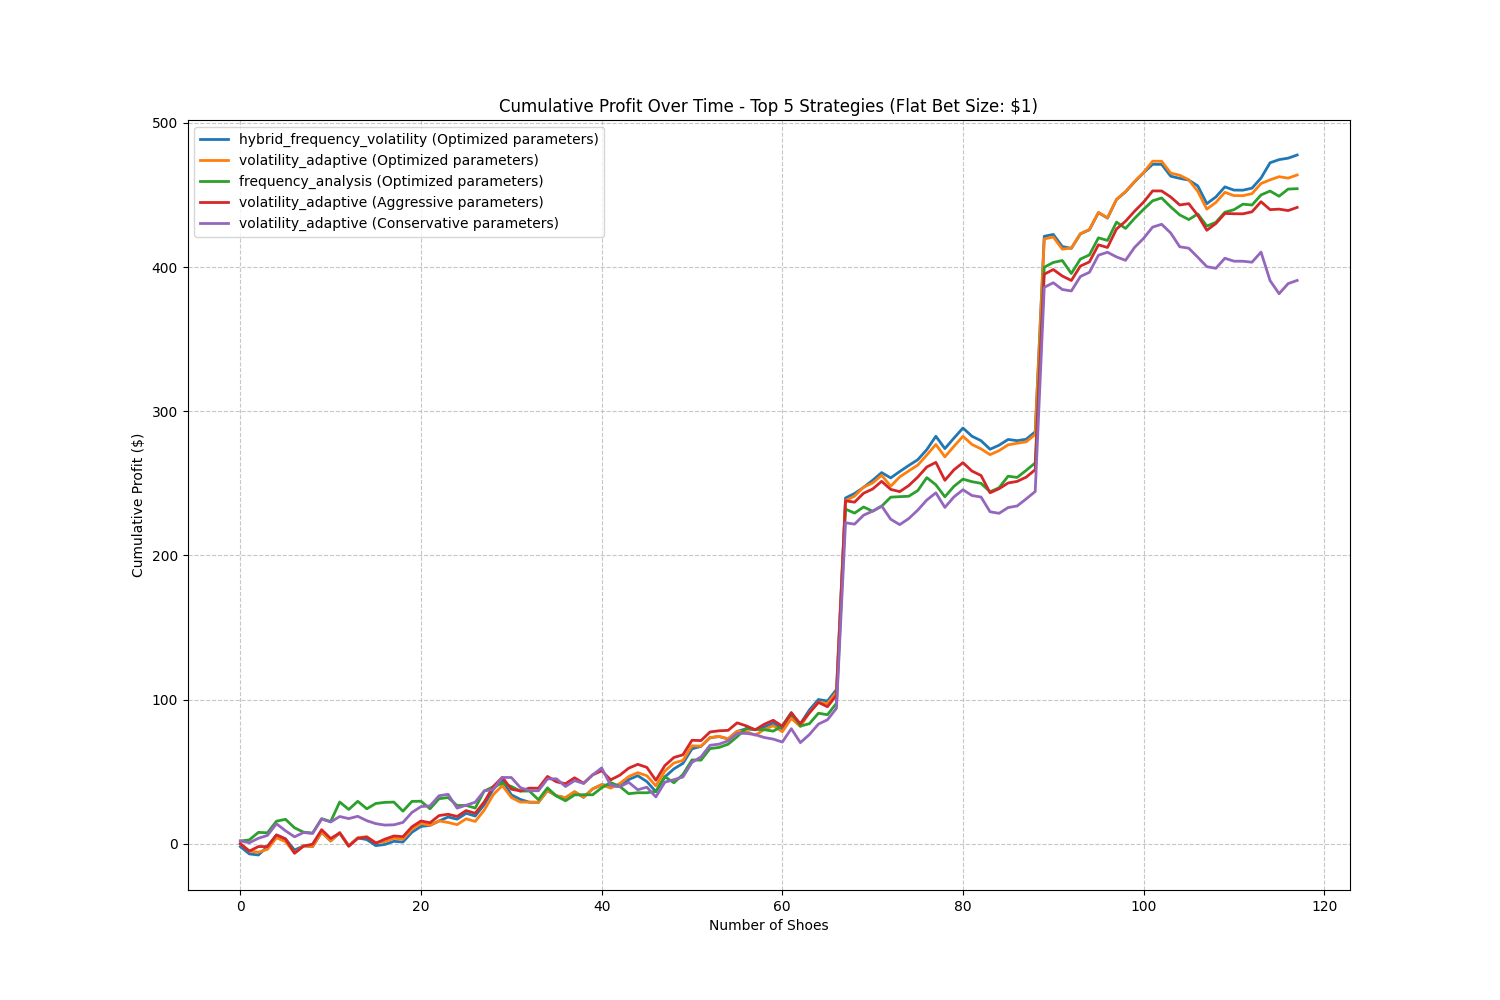 Cumulative Profit Over Time - Top 5 Strategies (Flat Bet Size: $1)
500
hybrid_frequency_volatility (Optimized parameters)
volatility_adaptive (Optimized parameters)
frequency_analysis (Optimized parameters)
volatility_adaptive (Aggressive parameters)
volatility_adaptive (Conservative parameters)
400
300
200
100
0
Cumulative Profit ($)
0 20 40 60 80 100 120
Number of Shoes